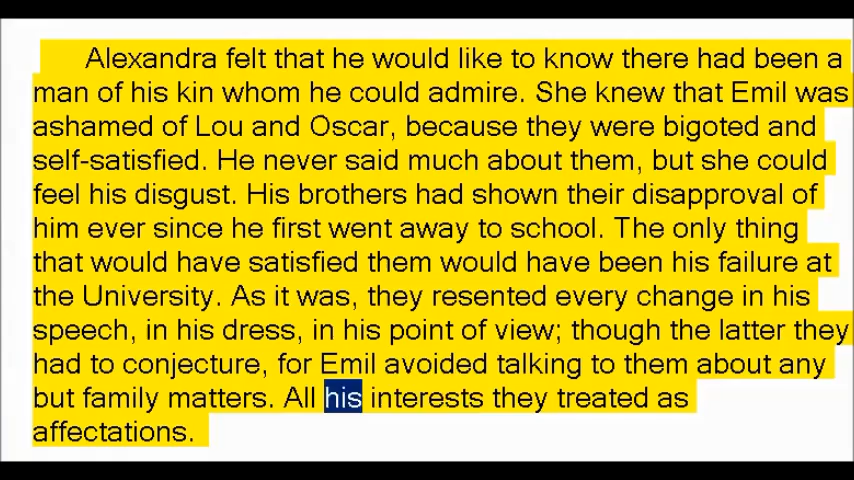 Alexandra felt that he would like to know there had been a
man of his kin whom he could admire. She knew that Emil was
ashamed of Lou and Oscar, because they were bigoted and
self-satisfied. He never said much about them, but she could
feel his disgust. His brothers had shown their disapproval of
him ever since he first went away to school. The only thing
that would have satisfied them would have been his failure at
the University. As it was, they resented every change in his
speech, in his dress, in his point of view; though the latter they
had to conjecture, for Emil avoided talking to them about any
but family matters. All his interests they treated as
affectations.